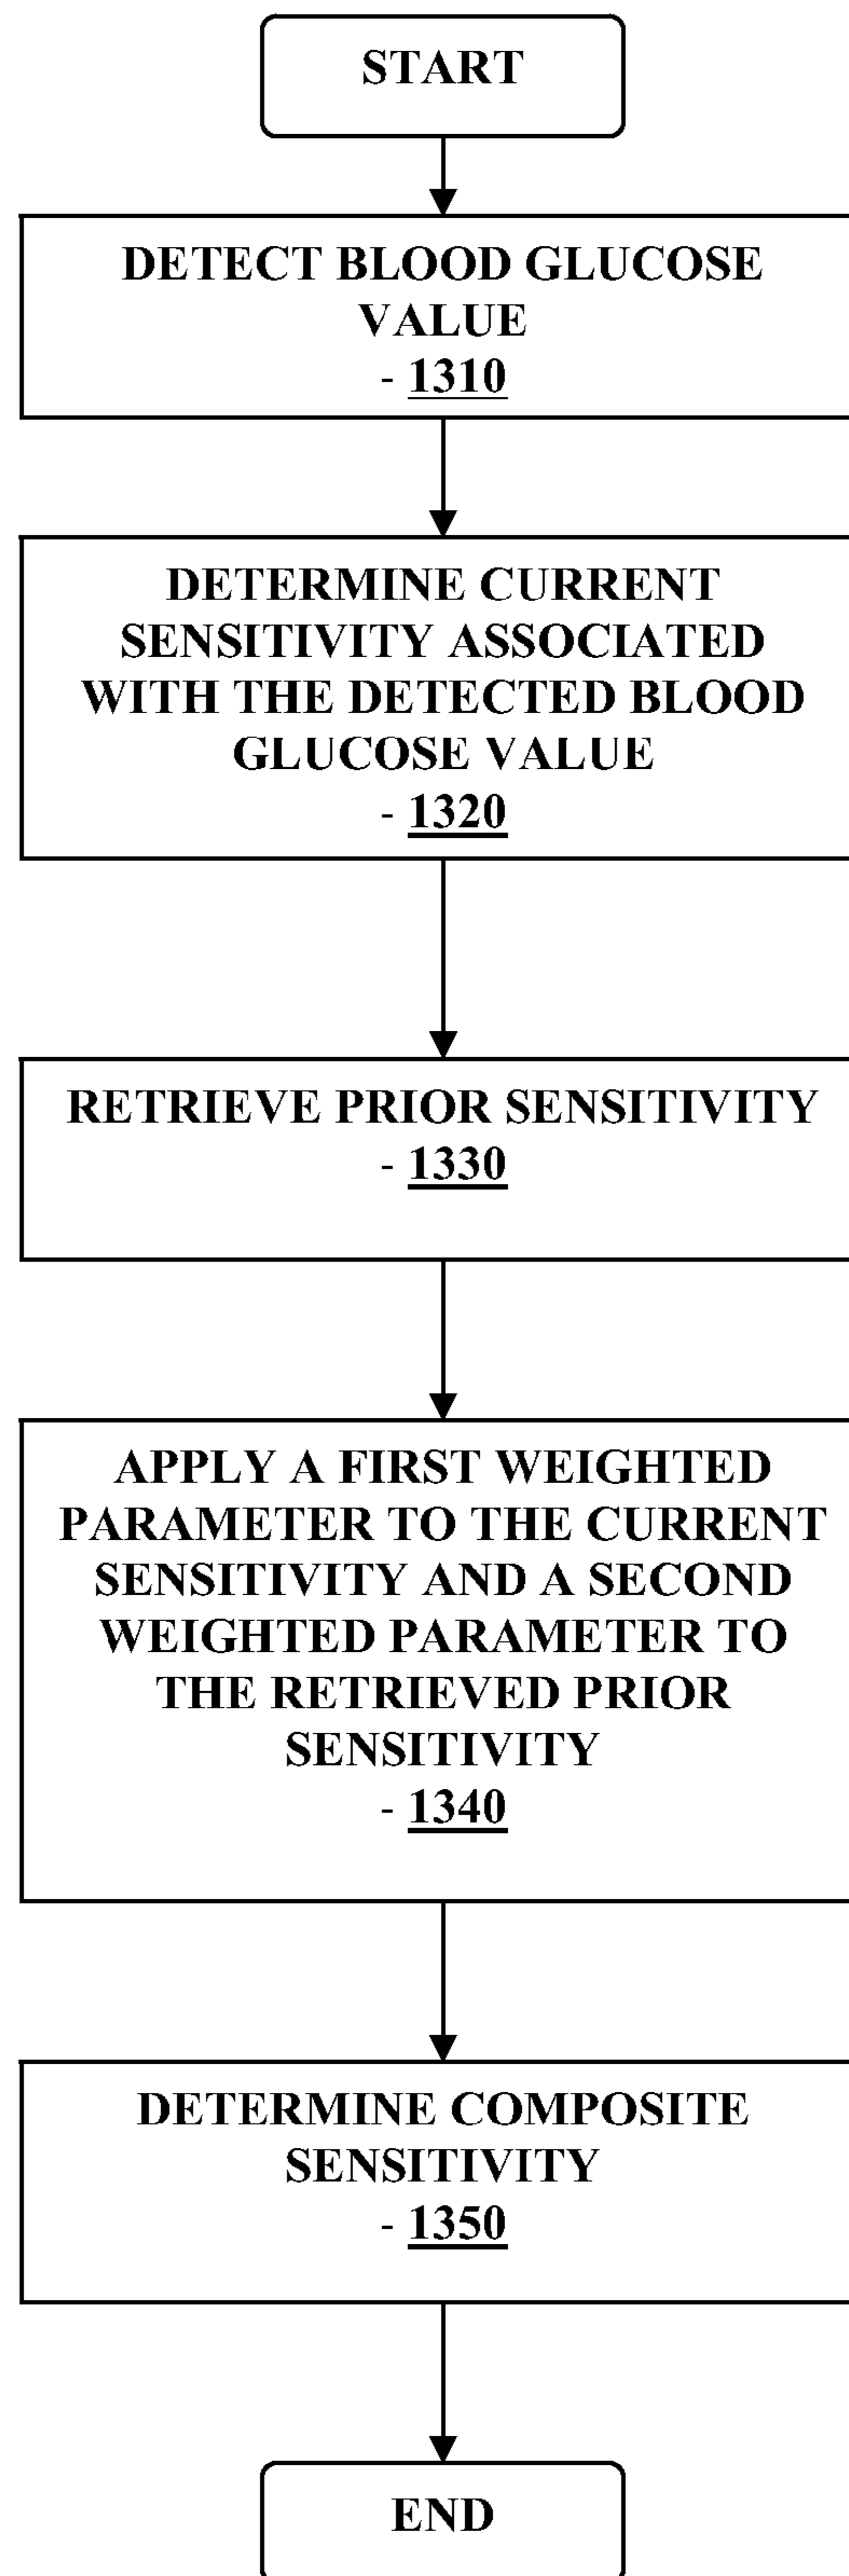 START
DETECT BLOOD GLUCOSE
VALUE
- 1310
DETERMINE CURRENT
SENSITIVITY ASSOCIATED
WITH THE DETECTED BLOOD
GLUCOSE VALUE
- 1320
RETRIEVE PRIOR SENSITIVITY
- 1330
APPLY A FIRST WEIGHTED
PARAMETER TO THE CURRENT
SENSITIVITY AND A SECOND
WEIGHTED PARAMETER TO
THE RETRIEVED PRIOR
SENSITIVITY
- 1340
DETERMINE COMPOSITE
SENSITIVITY
- 1350
END